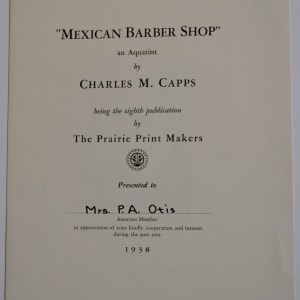 "MEXICAN BARBER SHOP"
an Aquatint
by
CHARLES M. CAPPS
being the eighth publication
by
The Prairie Print Makers
Presented to
Mrs. P.A. Otis
Associate Member
in appreciation of your kindly cooperation and interest
during the past year
1938